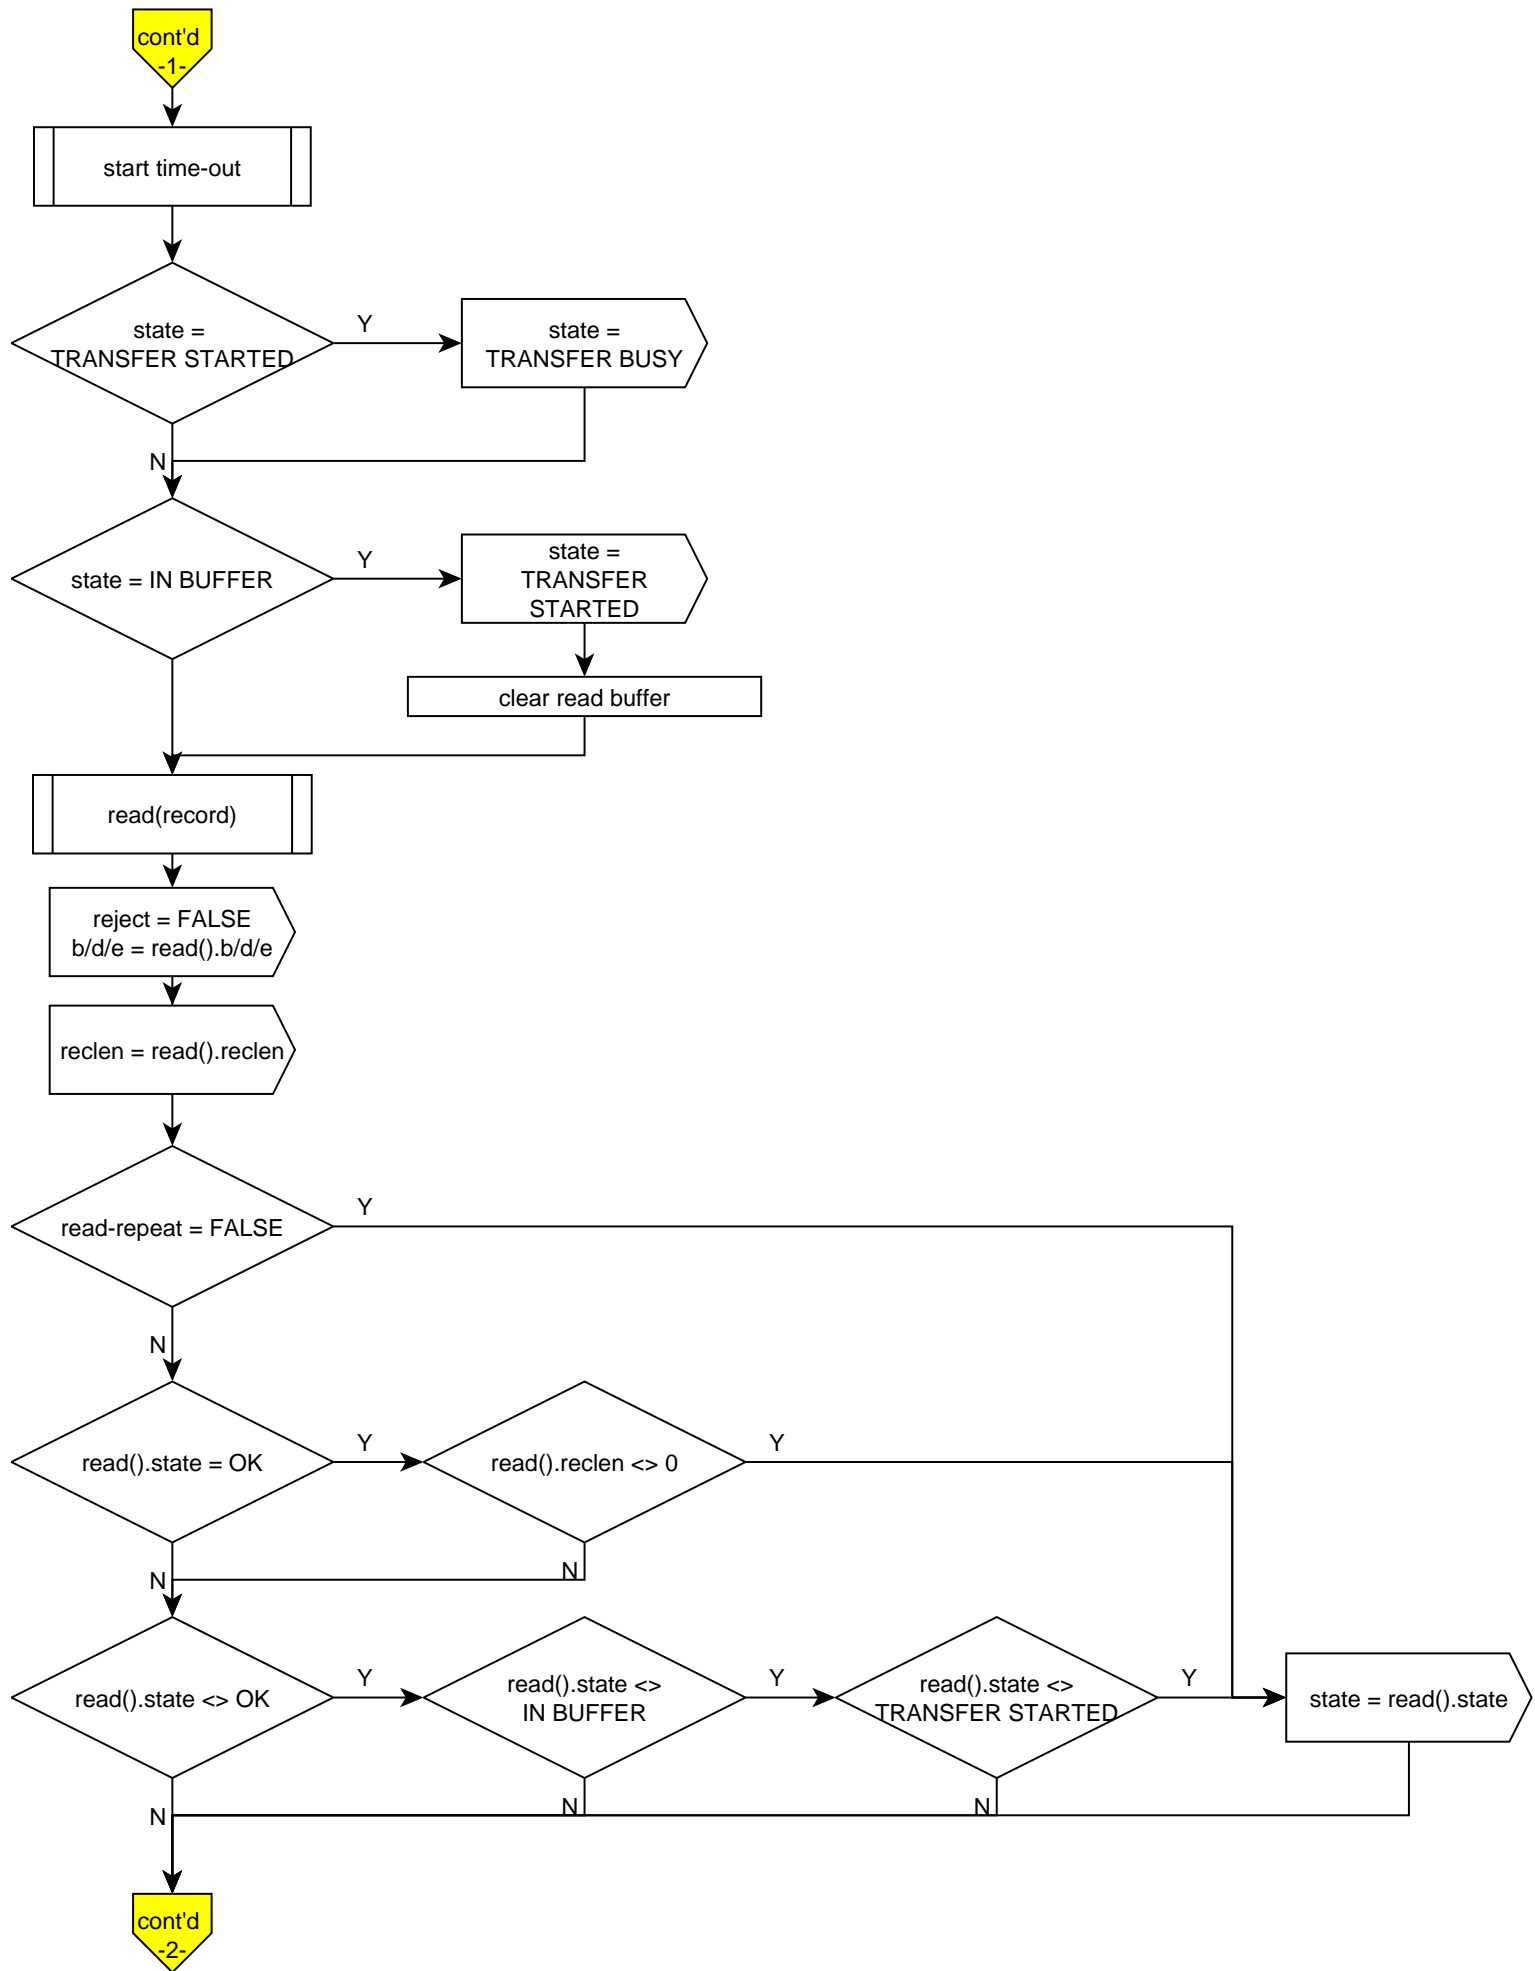 cont'd
-1-
start time-out
state =
TRANSFER STARTED
Y
state =
TRANSFER BUSY
N
state = IN BUFFER
Y
state =
TRANSFER
STARTED
clear read buffer
read(record)
reject = FALSE
b/d/e = read().b/d/e
reclen = read().reclen
read-repeat = FALSE
Y
N
read().state = OK
Y
read().reclen <> 0
Y
N
N
read().state <> OK
Y
read().state <>
IN BUFFER
Y
read().state <>
TRANSFER STARTED
Y
state = read().state
N
N
N
cont'd
-2-